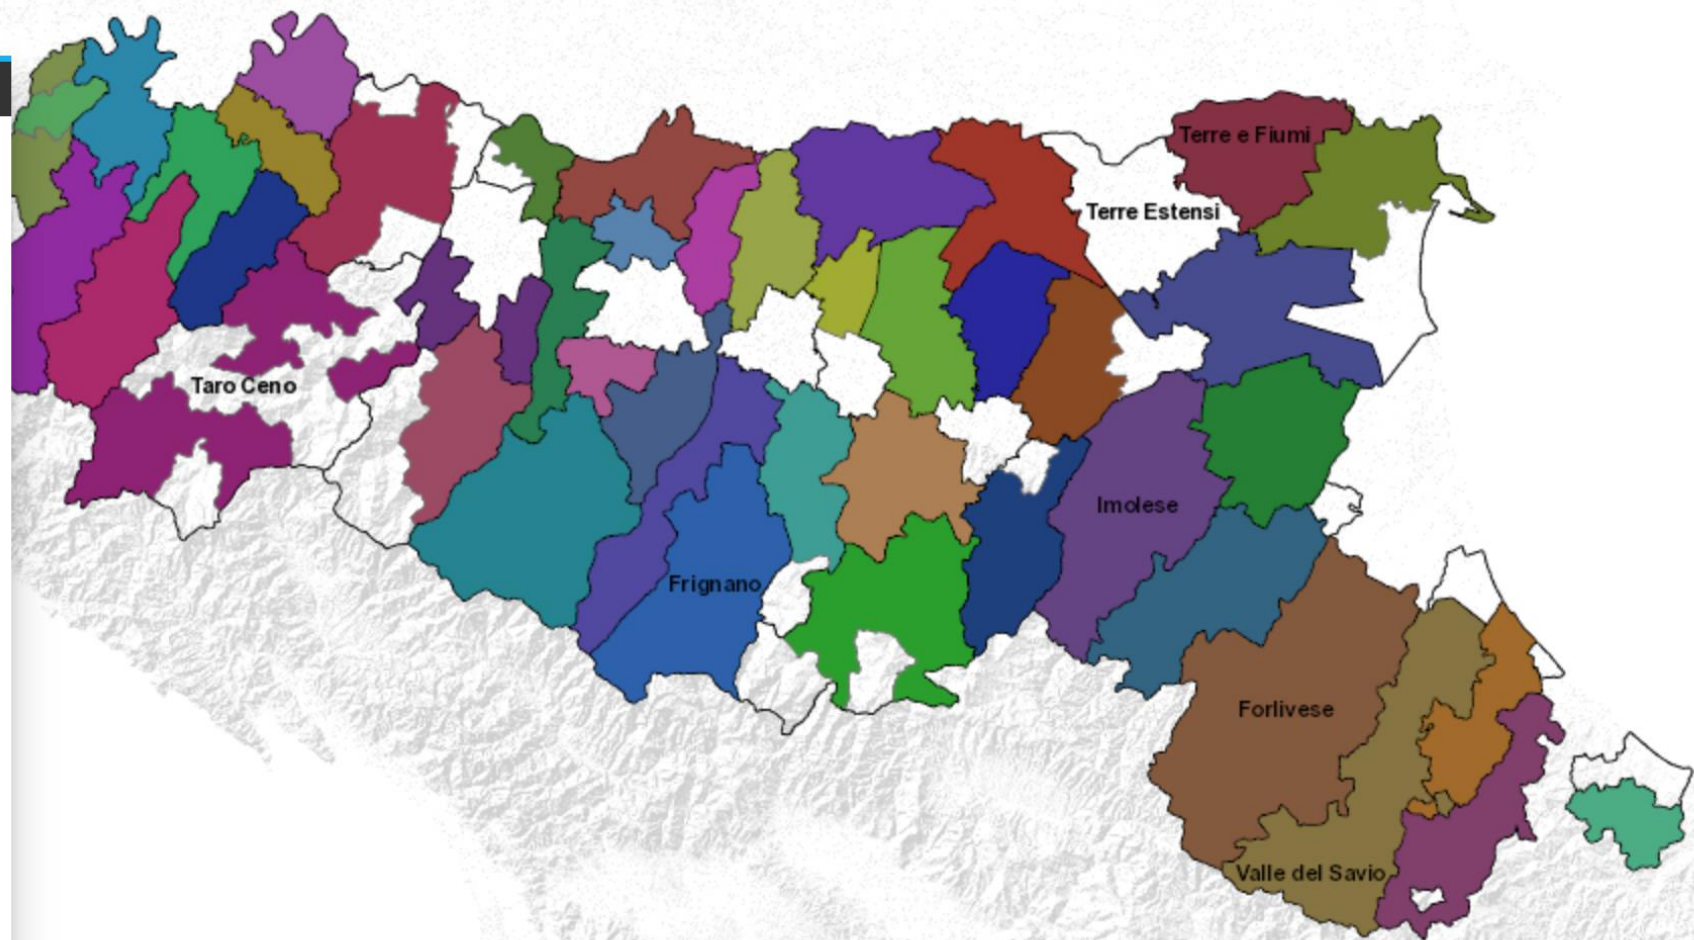 Terre e Fiumi
Terre Estensi
Taro Ceno
Imolese
Frignano
Forlivese
Valle del Savio